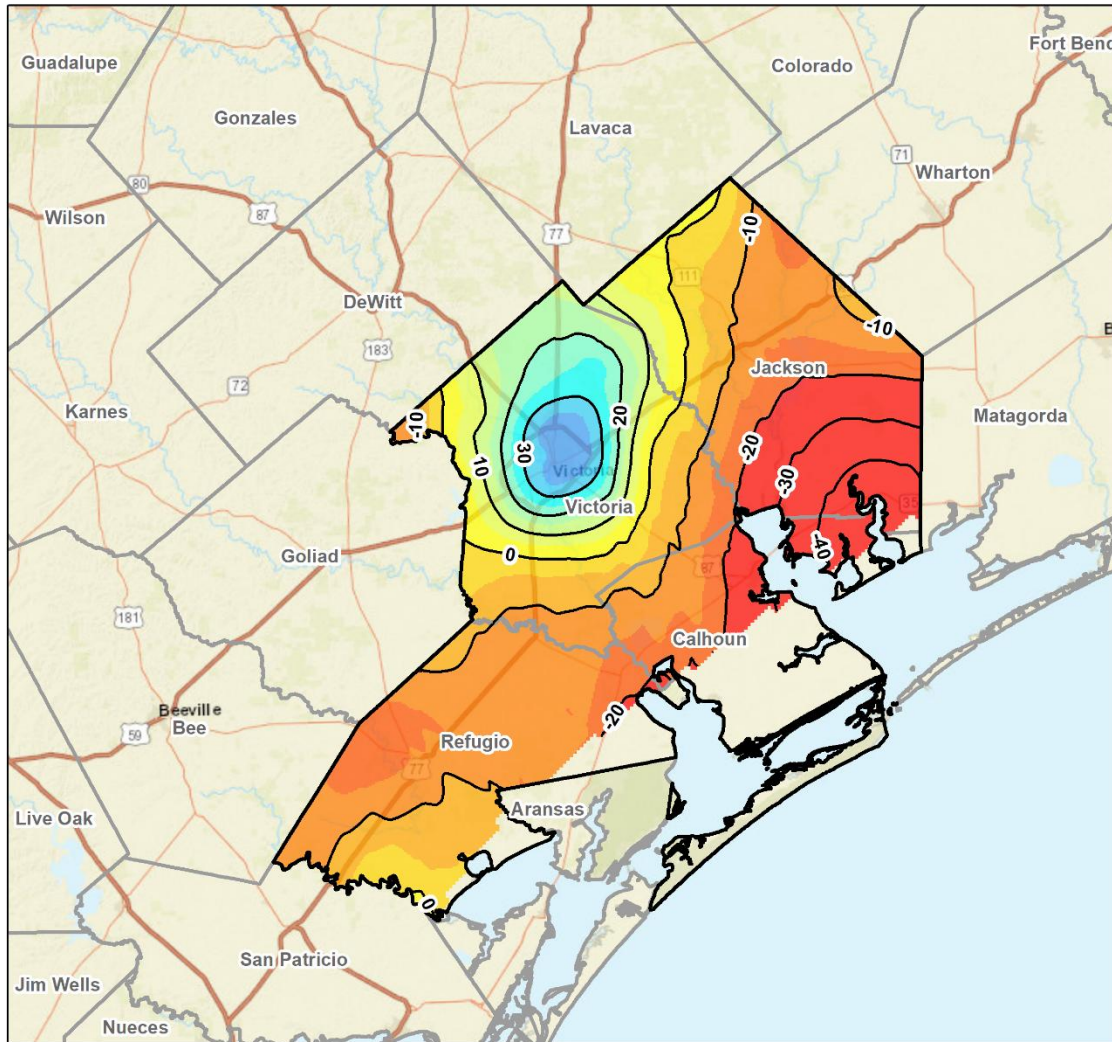 Fort Bend
Guadalupe
Colorado
Gonzales
Lavaca
71
Wharton
80
87
Wilson
77
-10
111
DeWitt
-10
183
Jackson
72
Karnes
-10
20
Matagorda
-20
30
10
Victoria
-30
35
Victoria
-40
0
Goliad
87
181
Calhoun
Beeville
Bee
-20
59
Refugio
77
Live Oak
Aransas
0
San Patricio
Jim Wells
Nueces